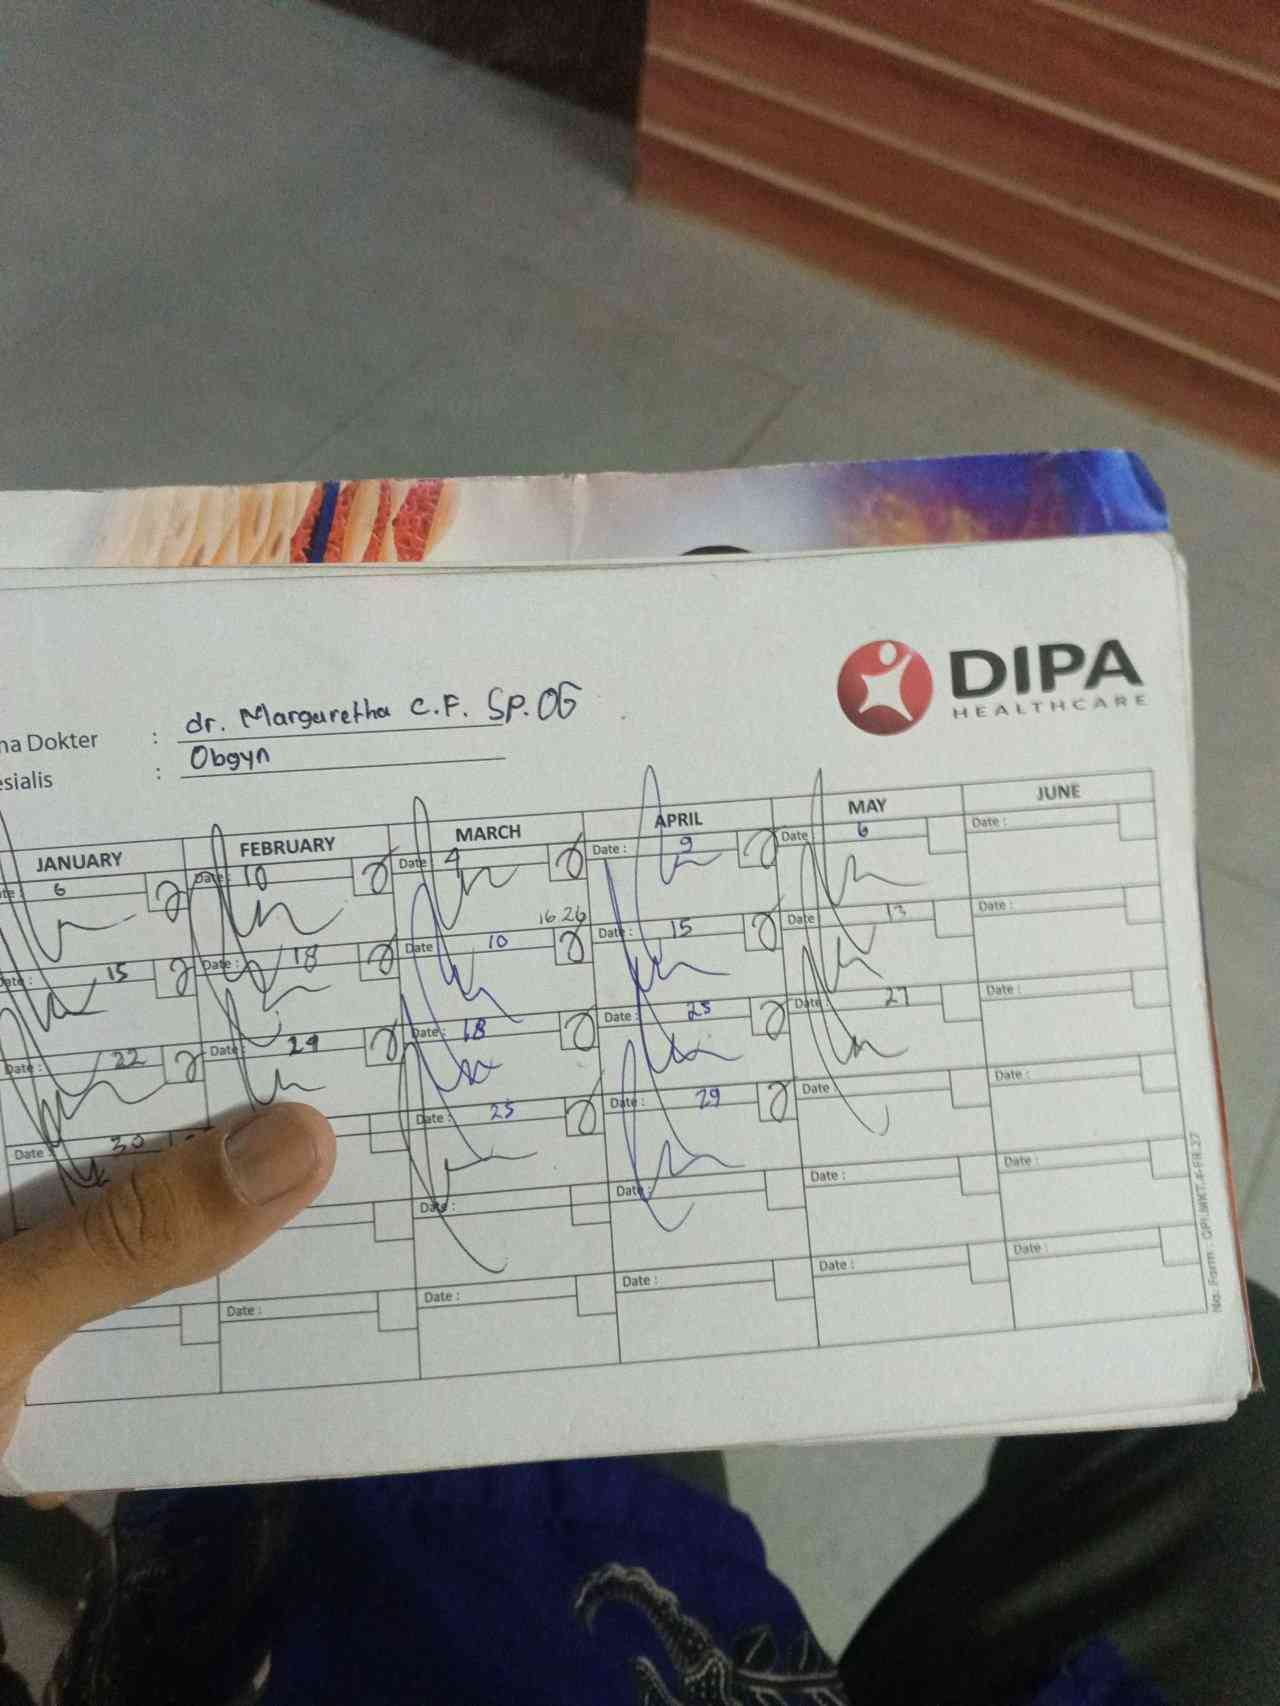 DIPA
HEALTHCARE
na Dokter : dr. Margaretha C.F. SP.OG
esialis : Obgyn
JANUARY FEBRUARY MARCH APRIL MAY JUNE
ate : 6 Date : 10 Date : 4 Date : 9 Date : 6 Date :
16 26
Date : 15 Date : 18 Date : 10 Date : 15 Date 13 Date :
Date : 22 Date : 29 Date : 18 Date : 25 Date : 27 Date :
Date : 30 Date : 25 Date : 29 Date : Date :
Date : Date : Date : Date :
Date : Date : Date : Date : Date :